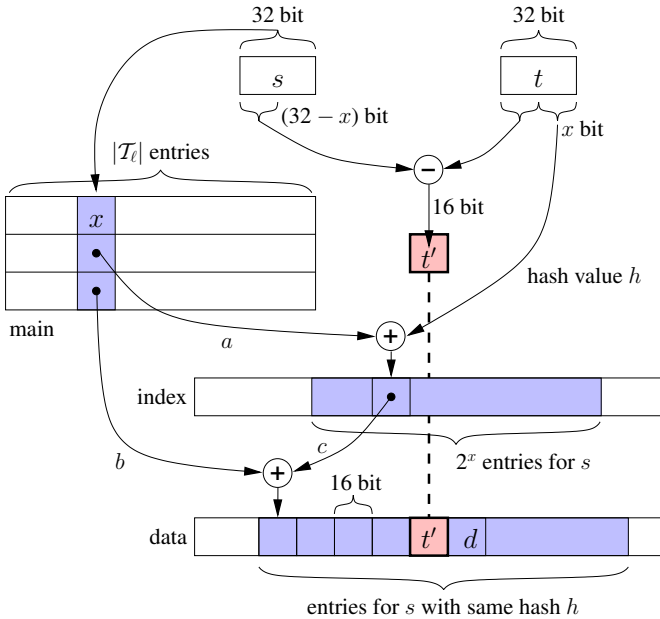 32 bit 32 bit
s t
(32 − x) bit x bit
|𝒯ℓ| entries −
16 bit
x
t′
hash value h
main a +
index
c 2ˣ entries for s
b +
16 bit
data t′ d
entries for s with same hash h